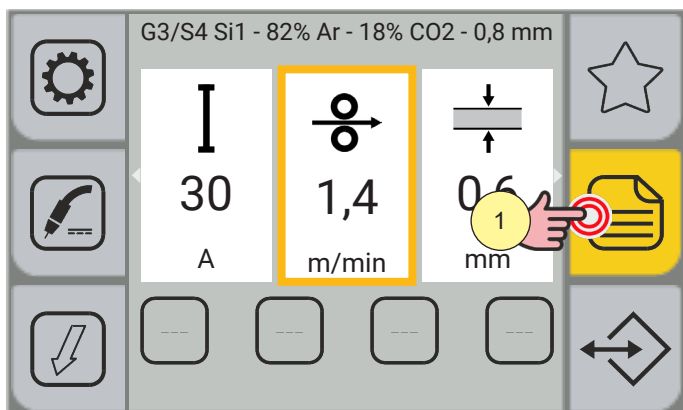 G3/S4 Si1 - 82% Ar - 18% CO2 - 0,8 mm
I
30
A
1,4
m/min
0,6
mm
1
---
---
---
---